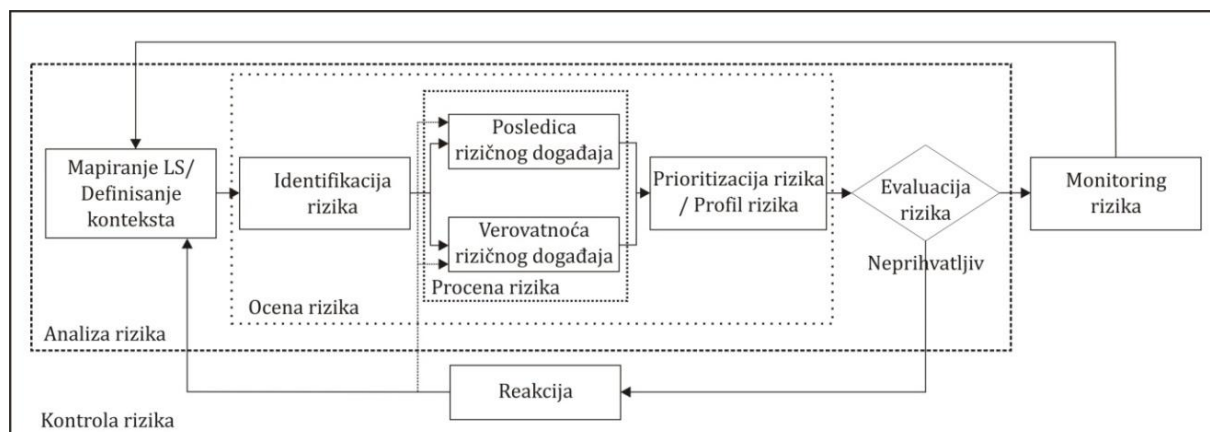 Mapiranje LS/
Definisanje
konteksta
Identifikacija
rizika
Posledica
rizičnog događaja
Verovatnoća
rizičnog događaja
Procena rizika
Prioritizacija rizika
/ Profil rizika
Evaluacija
rizika
Monitoring
rizika
Neprihvatljiv
Ocena rizika
Analiza rizika
Reakcija
Kontrola rizika